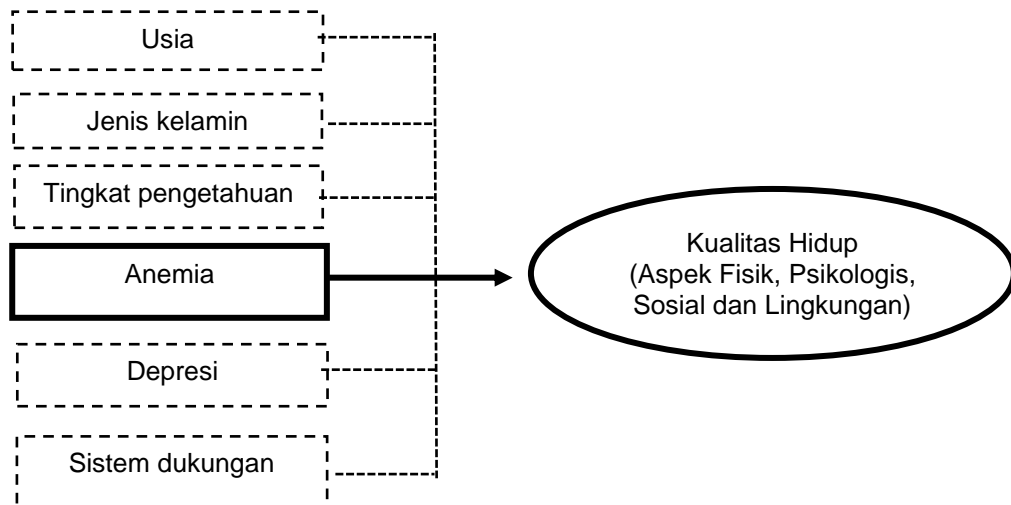 Usia
Jenis kelamin
Tingkat pengetahuan
Anemia
Depresi
Sistem dukungan
Kualitas Hidup
(Aspek Fisik, Psikologis,
Sosial dan Lingkungan)